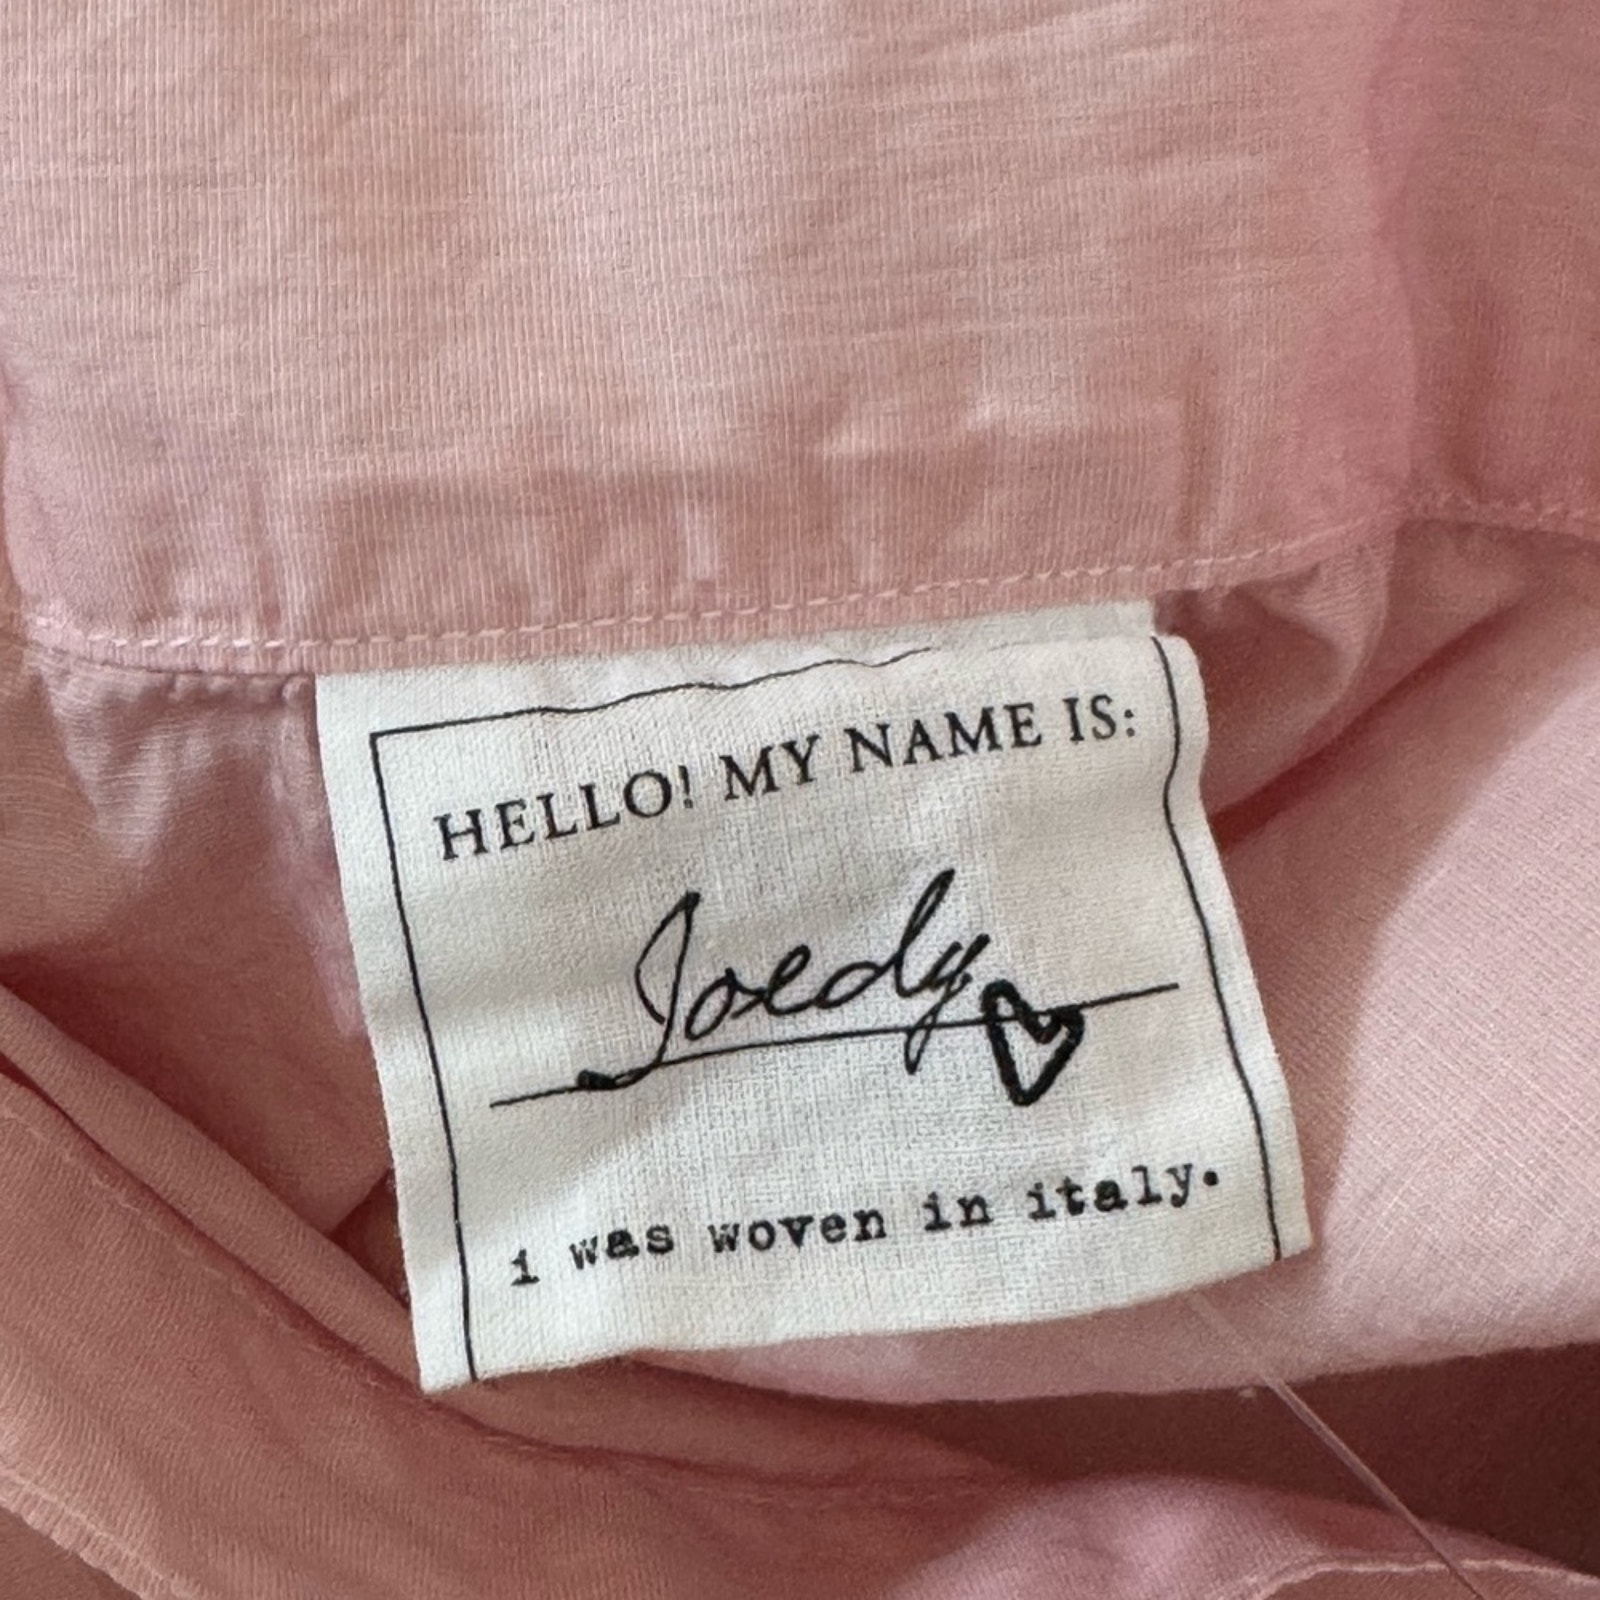 HELLO! MY NAME IS:
Joedy
i was woven in italy.